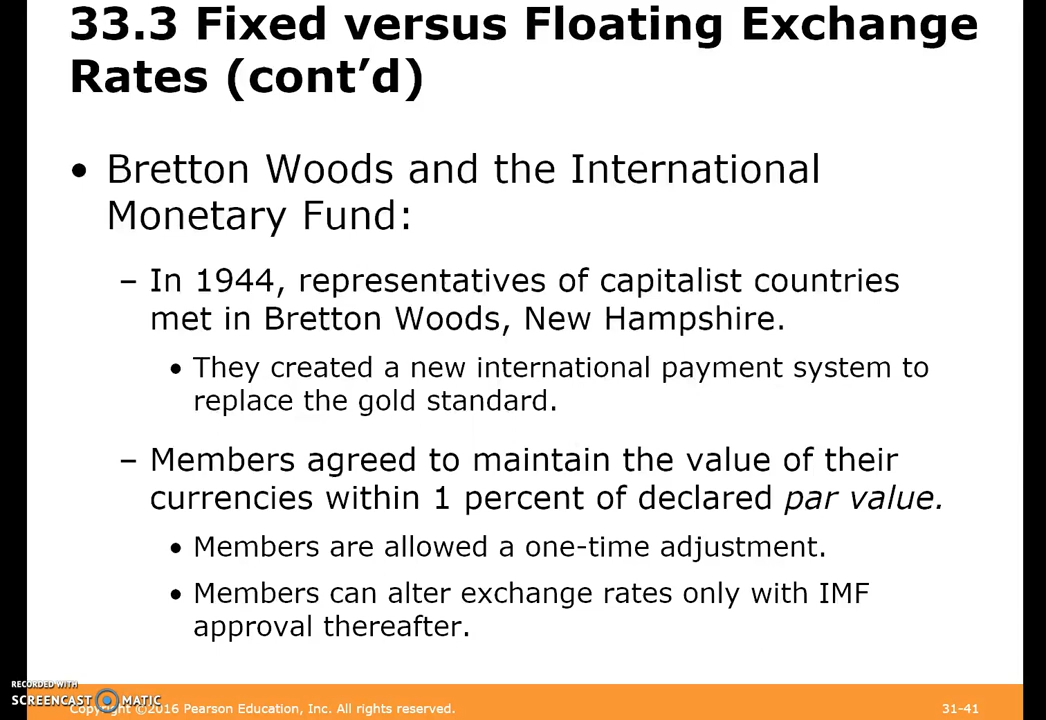 33.3 Fixed versus Floating Exchange
Rates (cont’d)
• Bretton Woods and the International
Monetary Fund:
– In 1944, representatives of capitalist countries
met in Bretton Woods, New Hampshire.
• They created a new international payment system to
replace the gold standard.
– Members agreed to maintain the value of their
currencies within 1 percent of declared par value.
• Members are allowed a one-time adjustment.
• Members can alter exchange rates only with IMF
approval thereafter.
RECORDED WITH
SCREENCAST MATIC
Copyright ©2016 Pearson Education, Inc. All rights reserved.
31-41